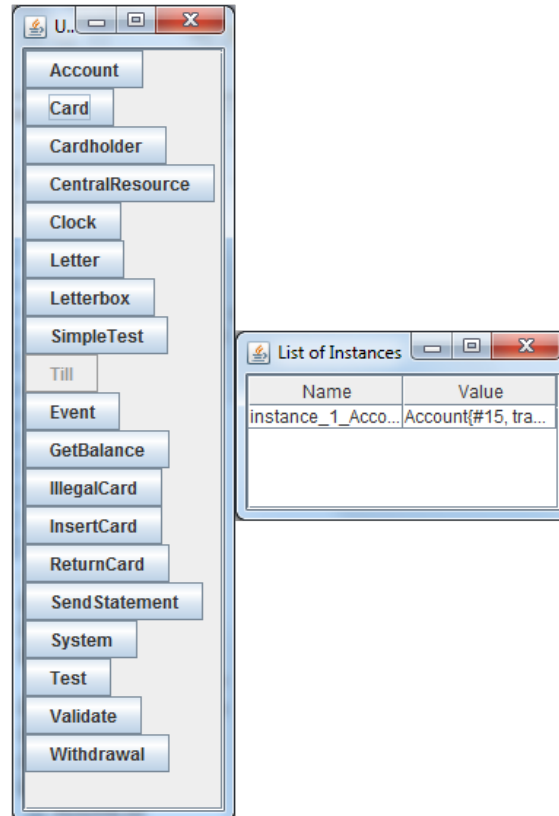 U...
Account
Card
Cardholder
CentralResource
Clock
Letter
Letterbox
SimpleTest
Till
Event
GetBalance
IllegalCard
InsertCard
ReturnCard
SendStatement
System
Test
Validate
Withdrawal
List of Instances
Name Value
instance_1_Acco... Account{#15, tra...